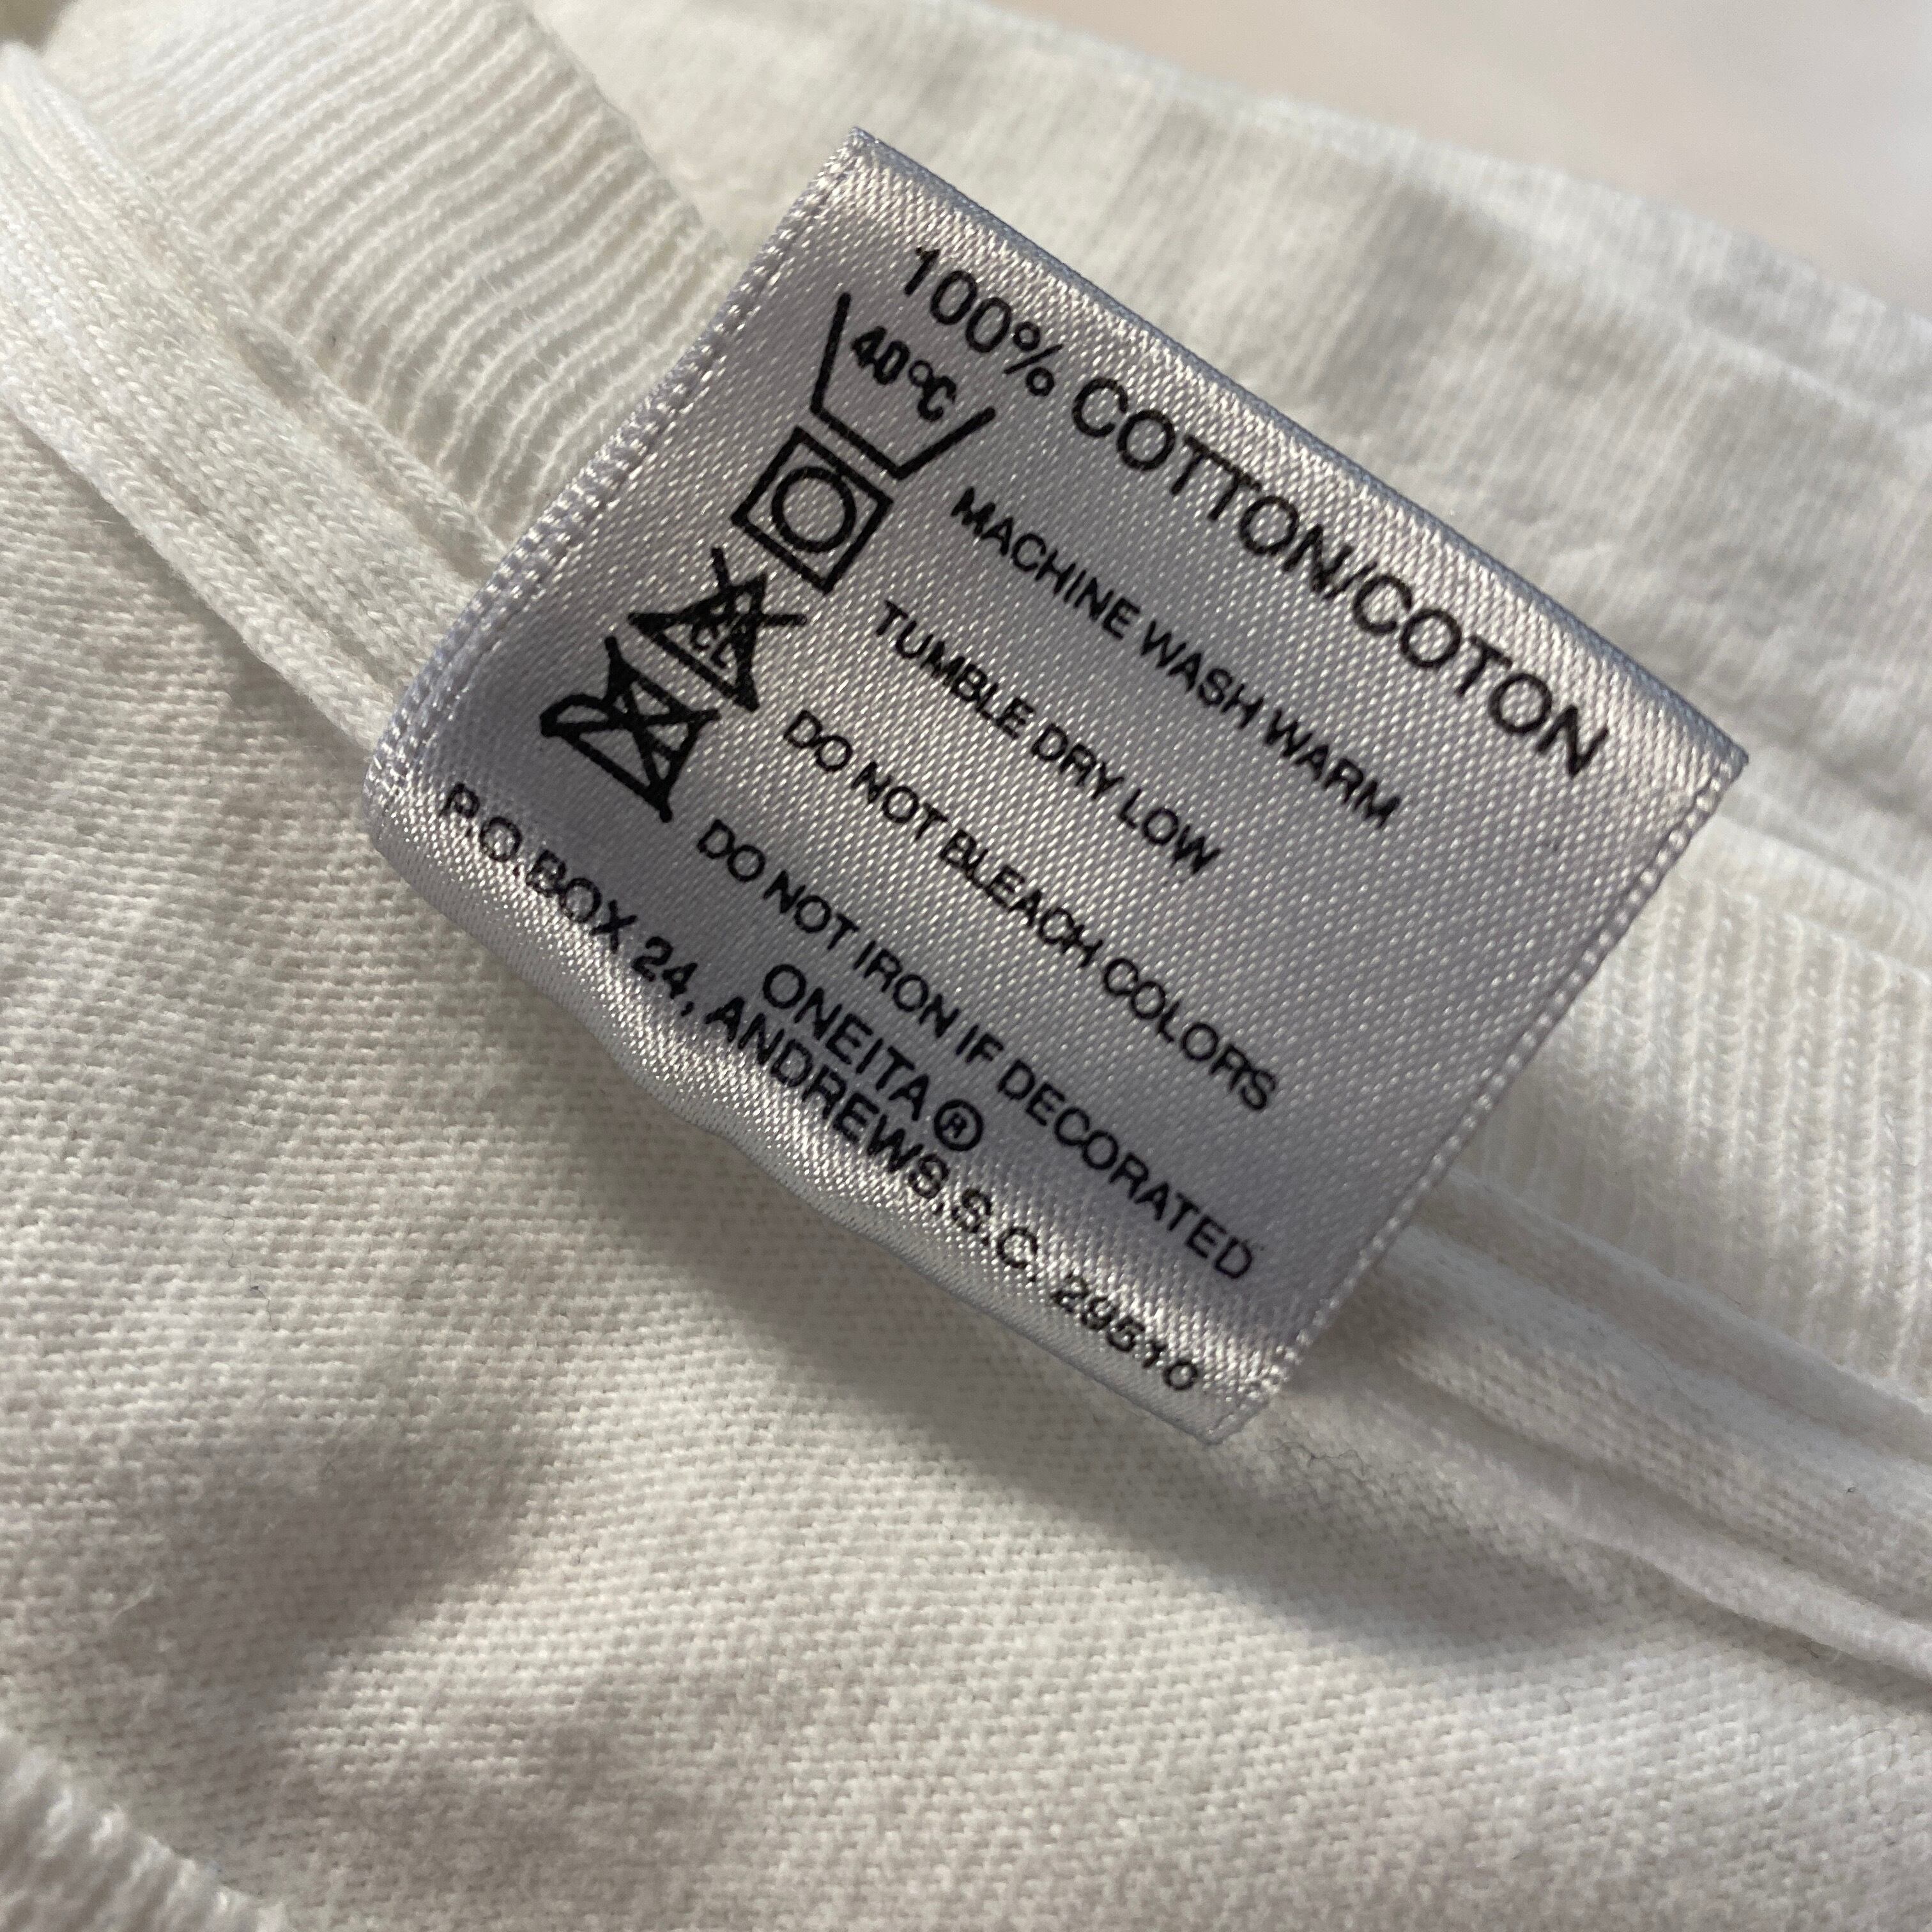 100% COTTON/COTON
40°C
MACHINE WASH WARM
TUMBLE DRY LOW
CL
DO NOT BLEACH COLORS
DO NOT IRON IF DECORATED
ONEITA®
P.O.BOX 24, ANDREWS,S.C. 29510